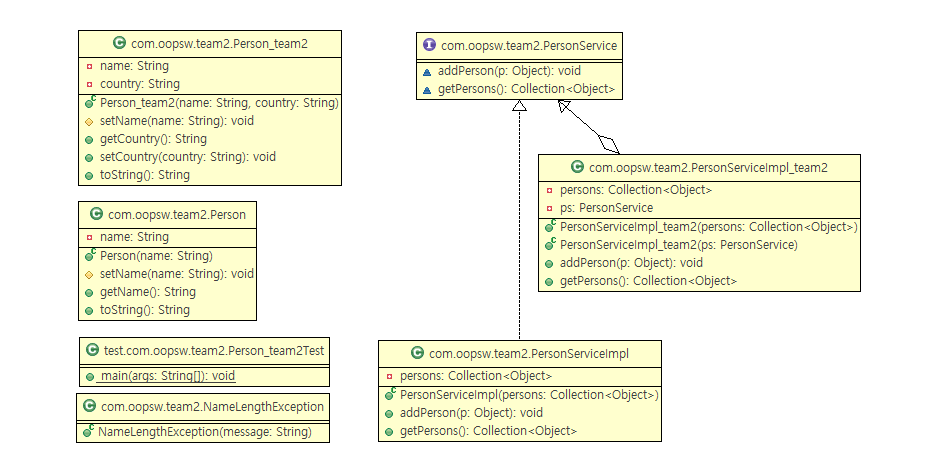 C com.oopsw.team2.Person_team2
name: String
country: String
Person_team2(name: String, country: String)
setName(name: String): void
getCountry(): String
setCountry(country: String): void
toString(): String
C com.oopsw.team2.Person
name: String
Person(name: String)
setName(name: String): void
getName(): String
toString(): String
C test.com.oopsw.team2.Person_team2Test
main(args: String[]): void
C com.oopsw.team2.NameLengthException
NameLengthException(message: String)
I com.oopsw.team2.PersonService
addPerson(p: Object): void
getPersons(): Collection<Object>
C com.oopsw.team2.PersonServiceImpl_team2
persons: Collection<Object>
ps: PersonService
PersonServiceImpl_team2(persons: Collection<Object>)
PersonServiceImpl_team2(ps: PersonService)
addPerson(p: Object): void
getPersons(): Collection<Object>
C com.oopsw.team2.PersonServiceImpl
persons: Collection<Object>
PersonServiceImpl(persons: Collection<Object>)
addPerson(p: Object): void
getPersons(): Collection<Object>